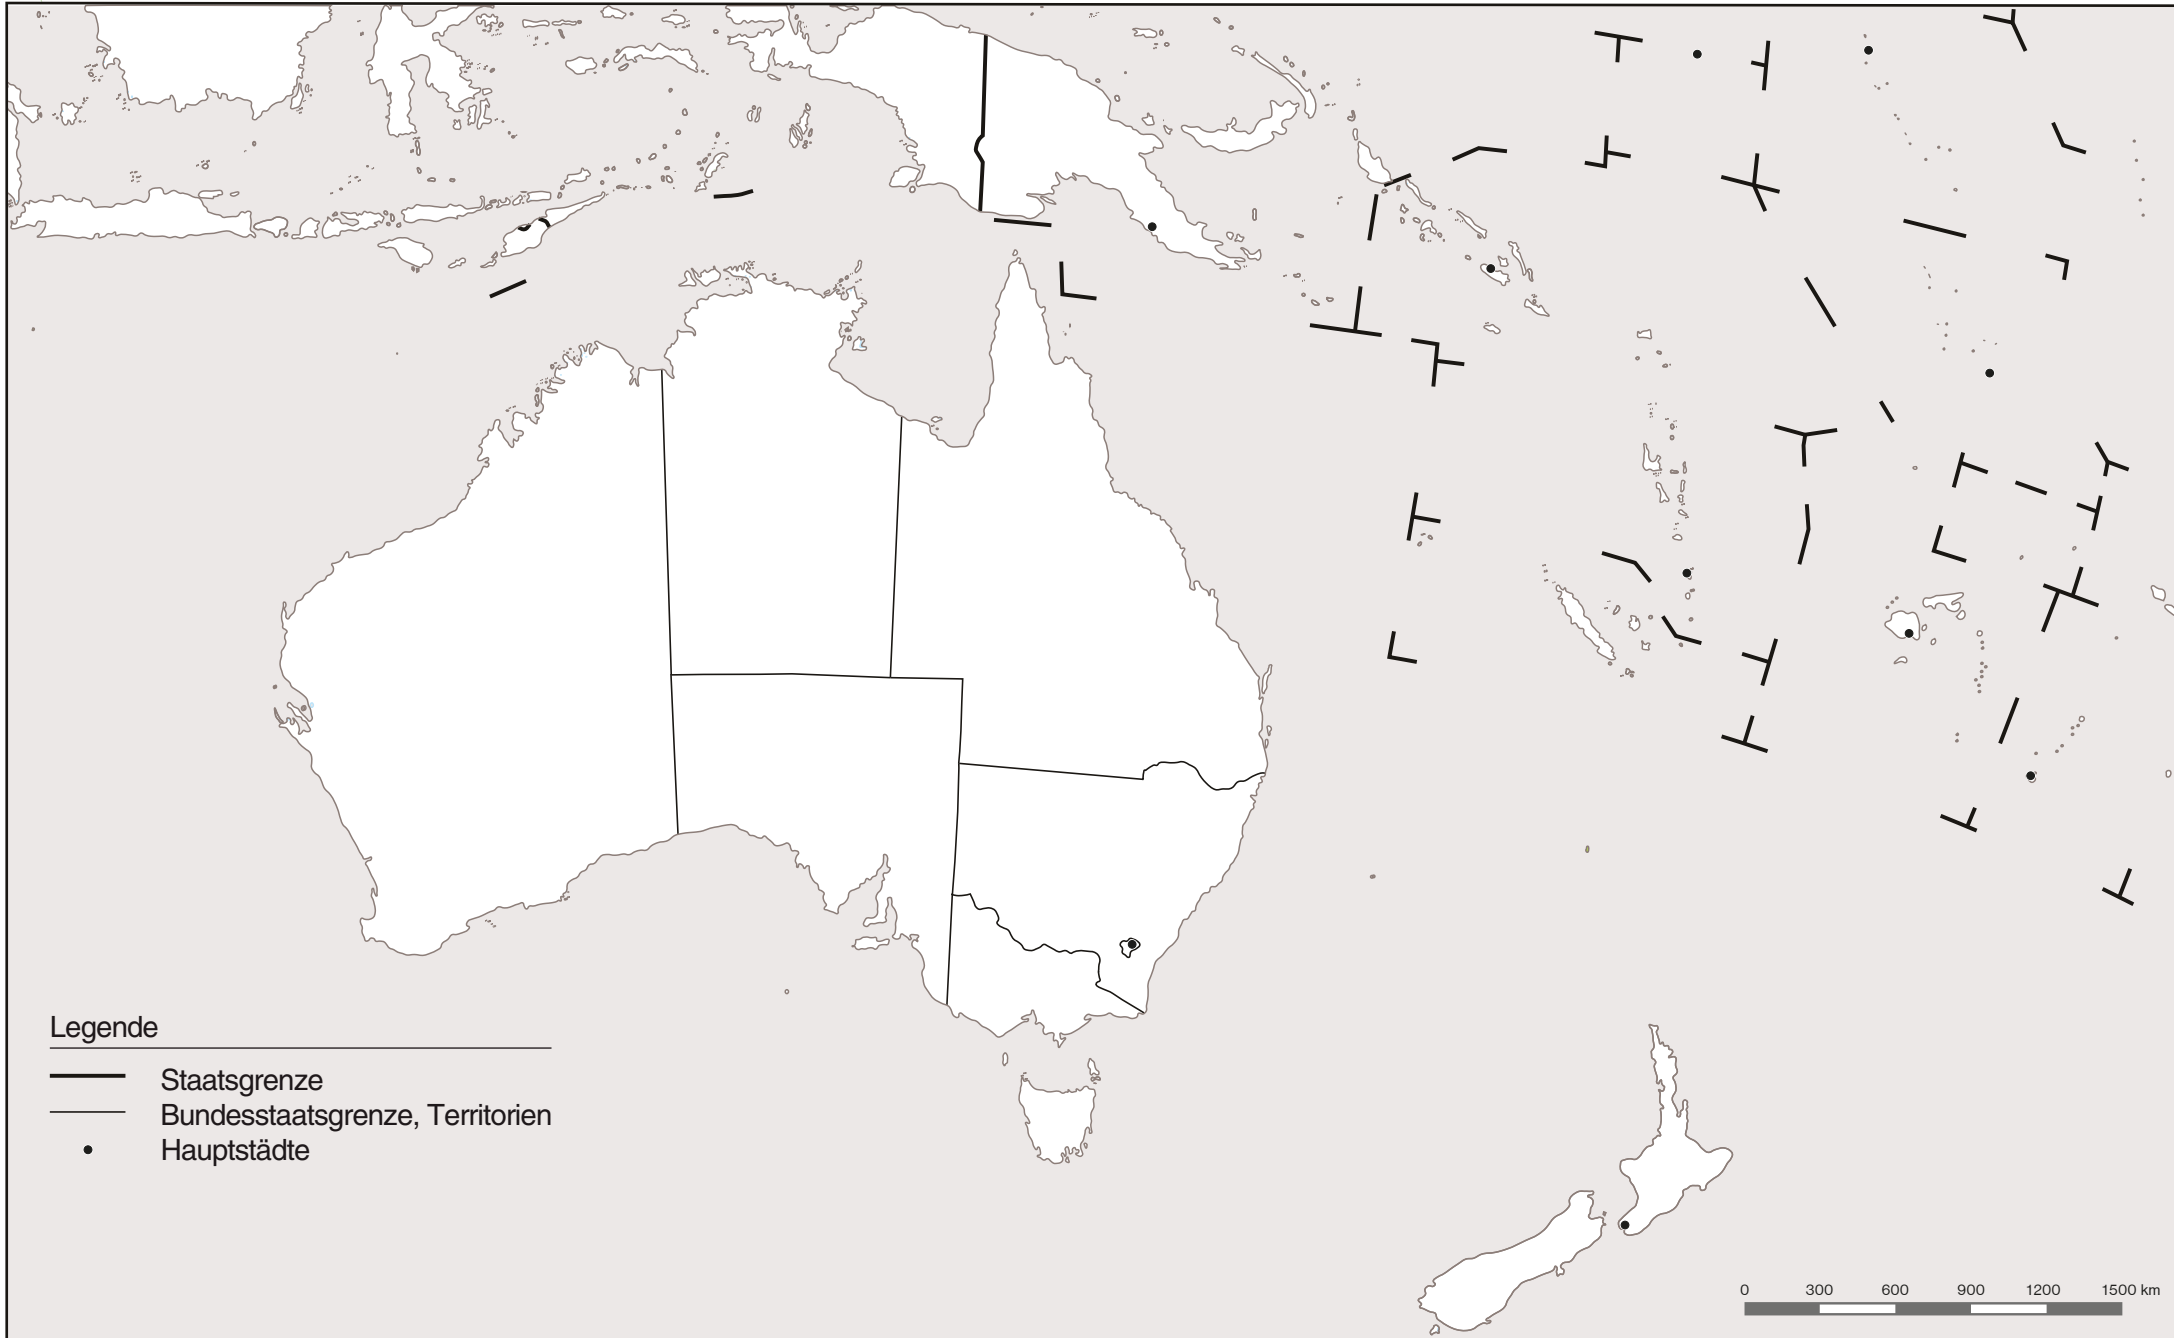 Legende
Staatsgrenze
Bundesstaatsgrenze, Territorien
Hauptstädte
0 300 600 900 1200 1500 km